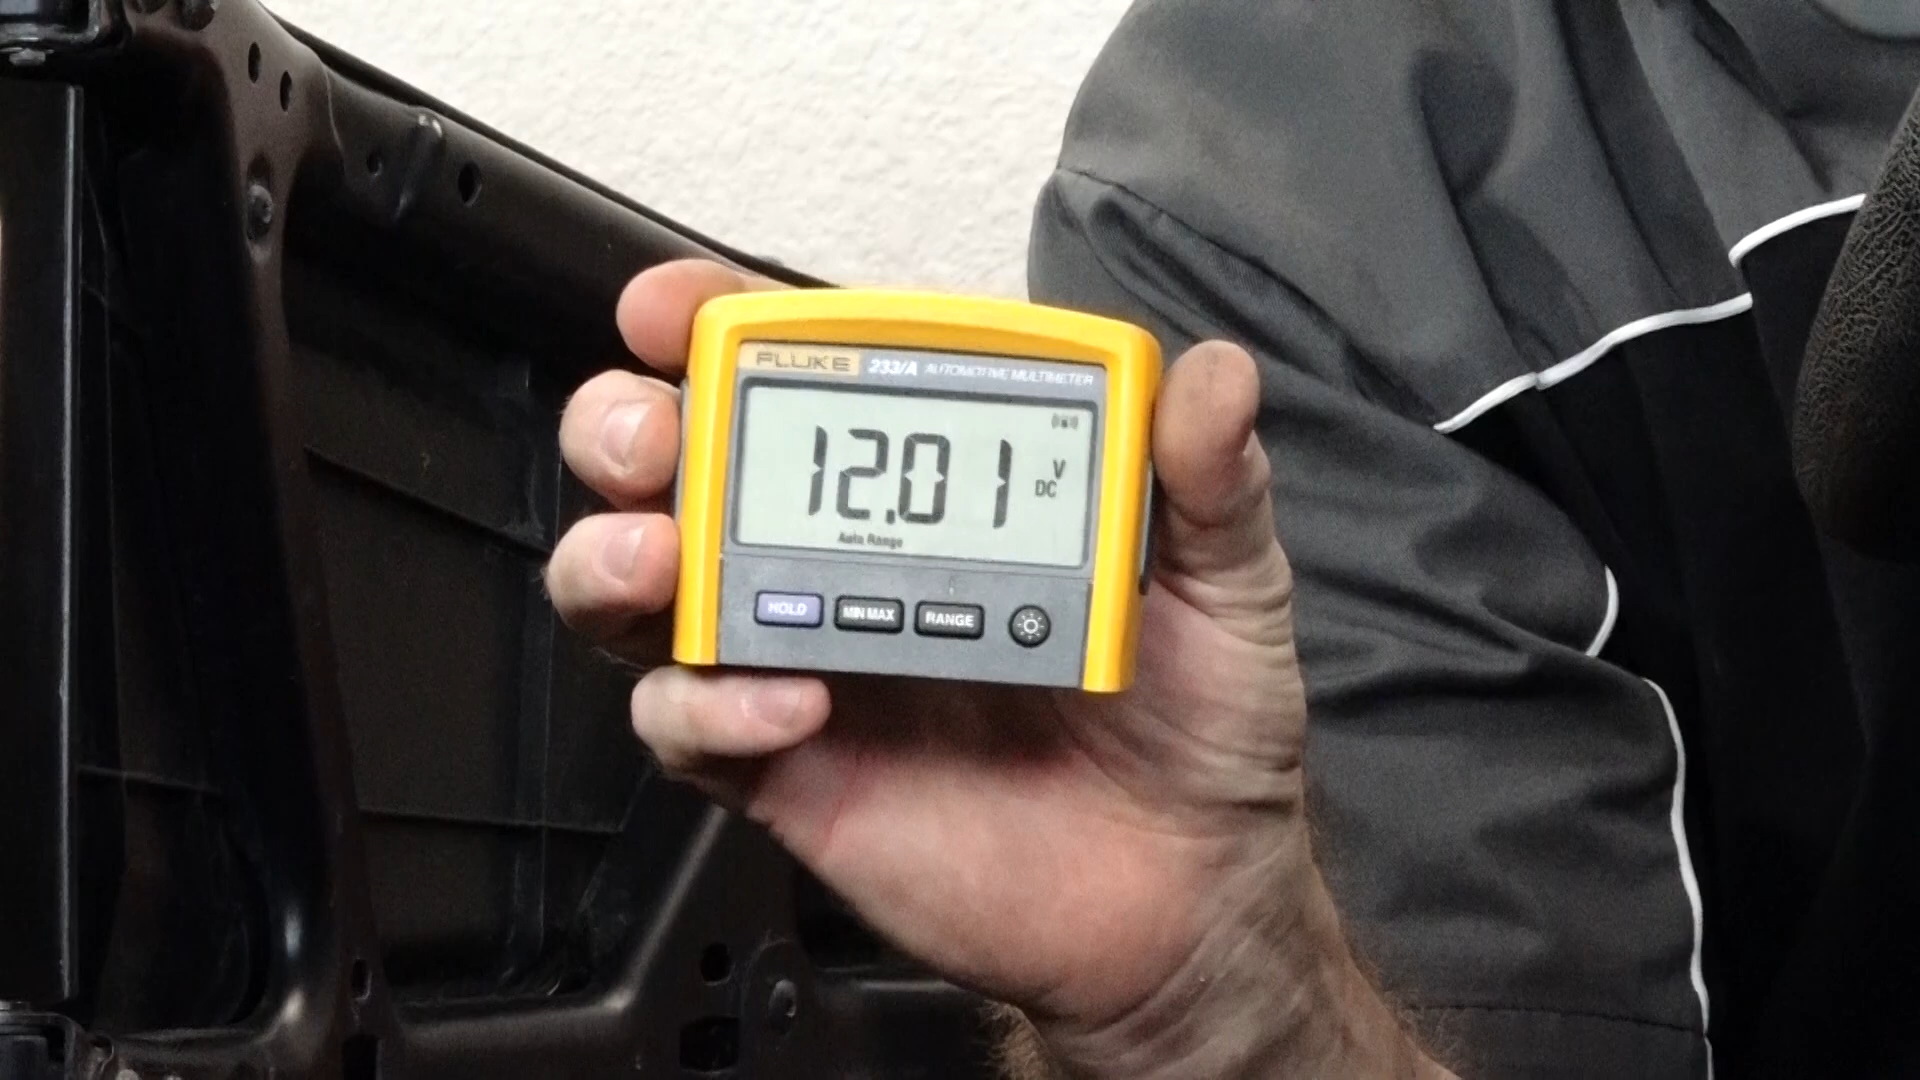 FLUKE 233/A AUTOMOTIVE MULTIMETER
12.01 V
DC
Auto Range
HOLD MIN MAX RANGE